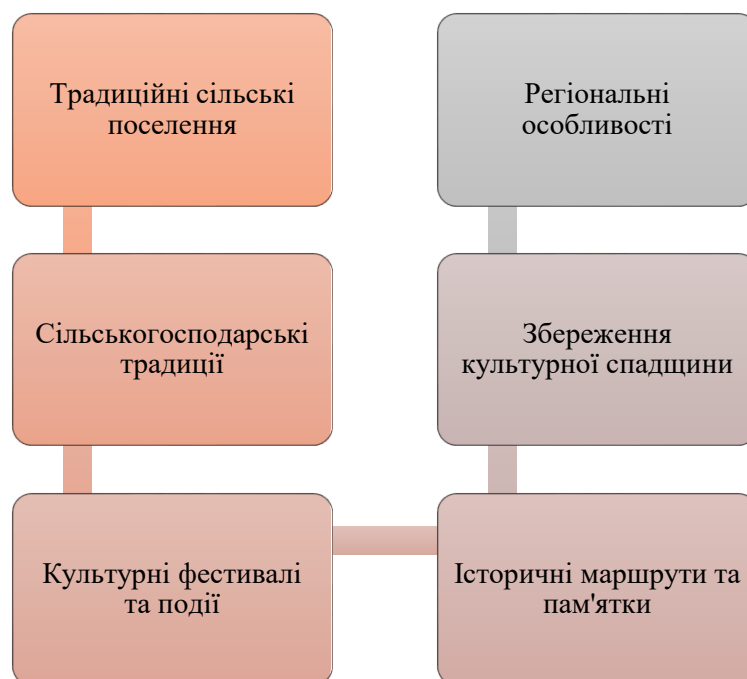 Традиційні сільські
поселення
Сільськогосподарські
традиції
Культурні фестивалі
та події
Історичні маршрути та
пам'ятки
Збереження
культурної спадщини
Регіональні
особливості